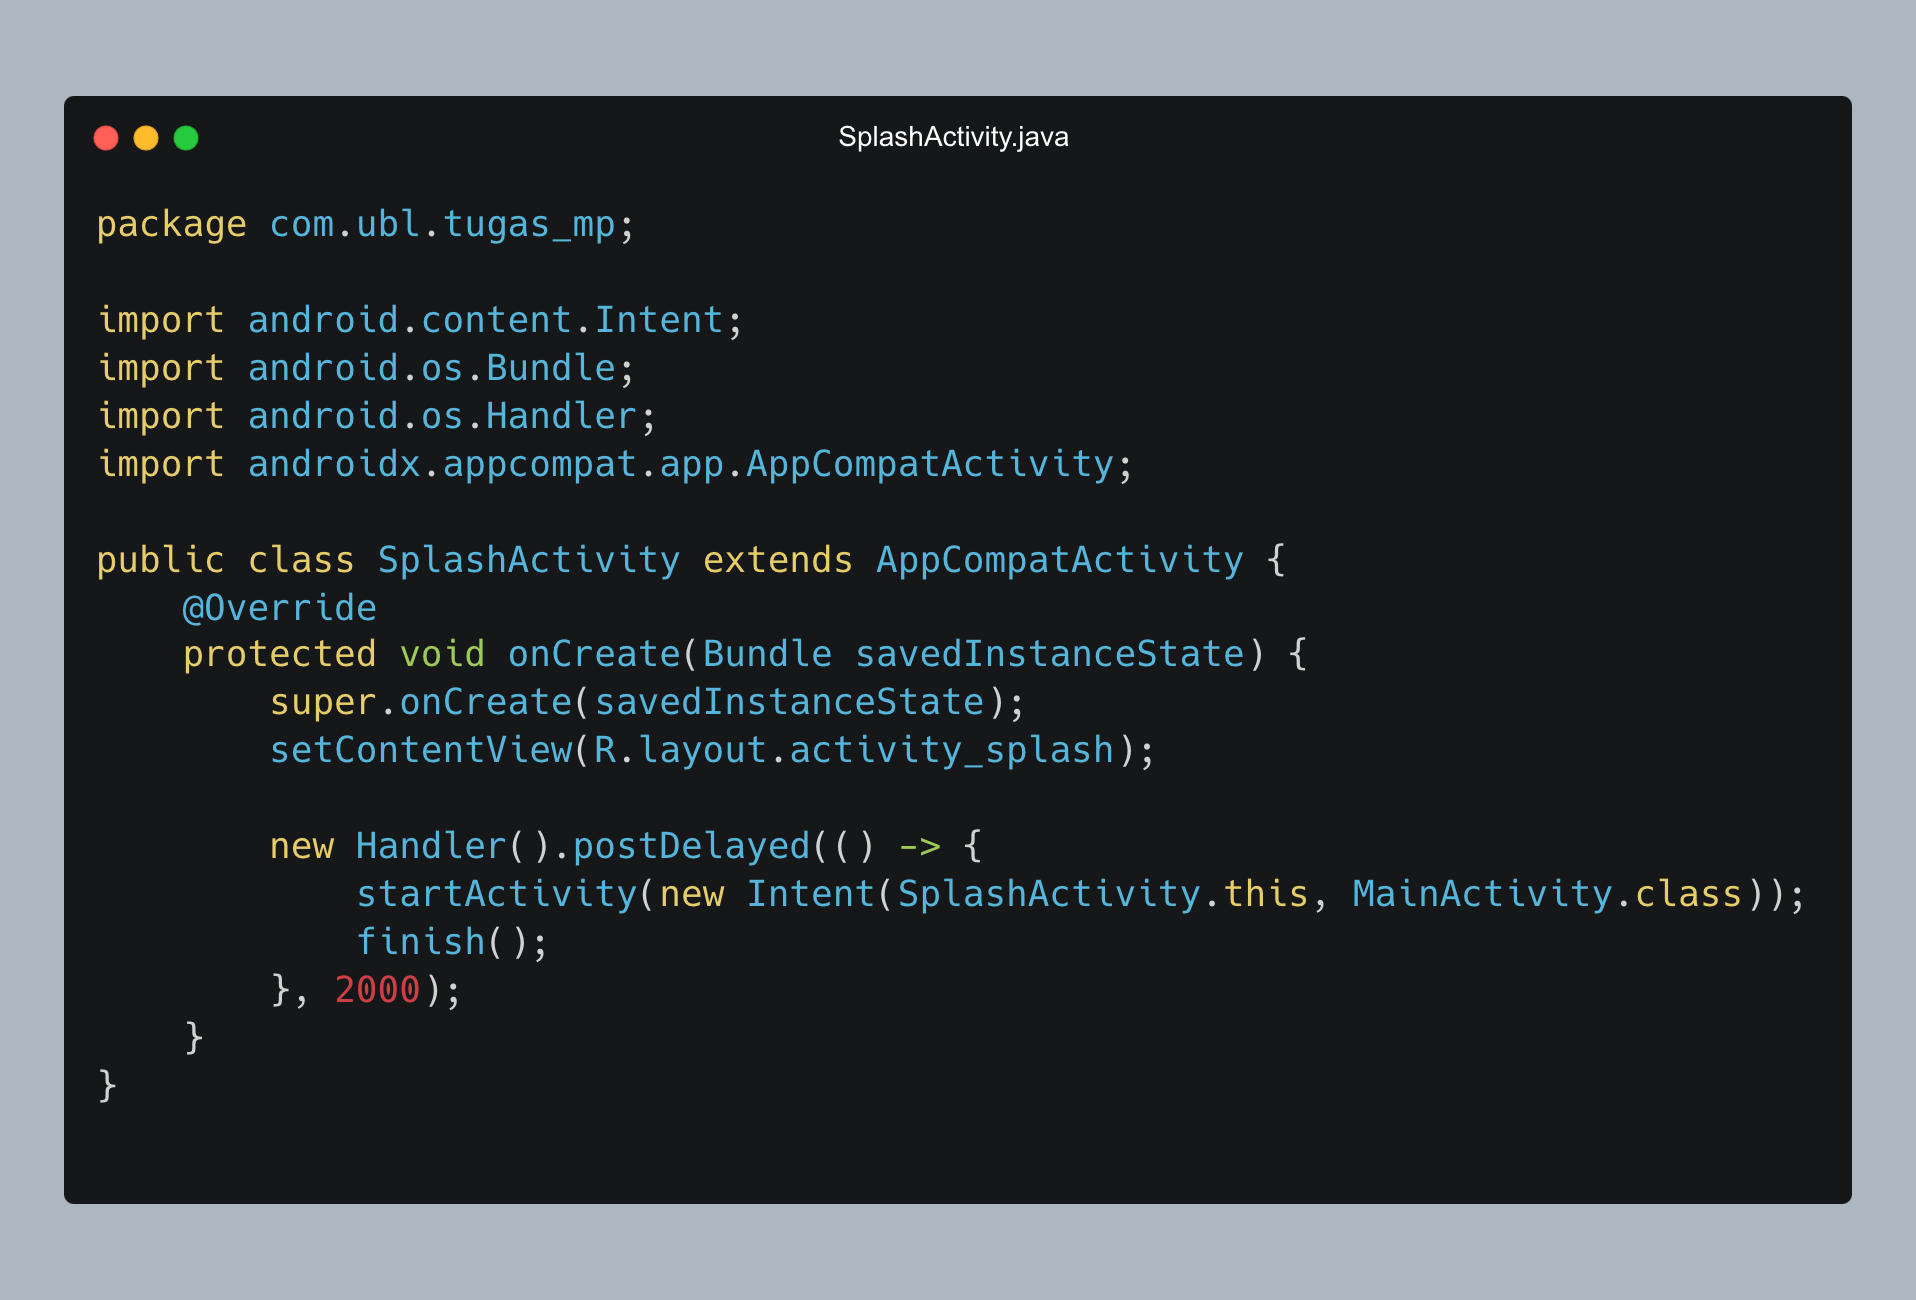 SplashActivity.java
package com.ubl.tugas_mp;

import android.content.Intent;
import android.os.Bundle;
import android.os.Handler;
import androidx.appcompat.app.AppCompatActivity;

public class SplashActivity extends AppCompatActivity {
    @Override
    protected void onCreate(Bundle savedInstanceState) {
        super.onCreate(savedInstanceState);
        setContentView(R.layout.activity_splash);

        new Handler().postDelayed(() -> {
            startActivity(new Intent(SplashActivity.this, MainActivity.class));
            finish();
        }, 2000);
    }
}